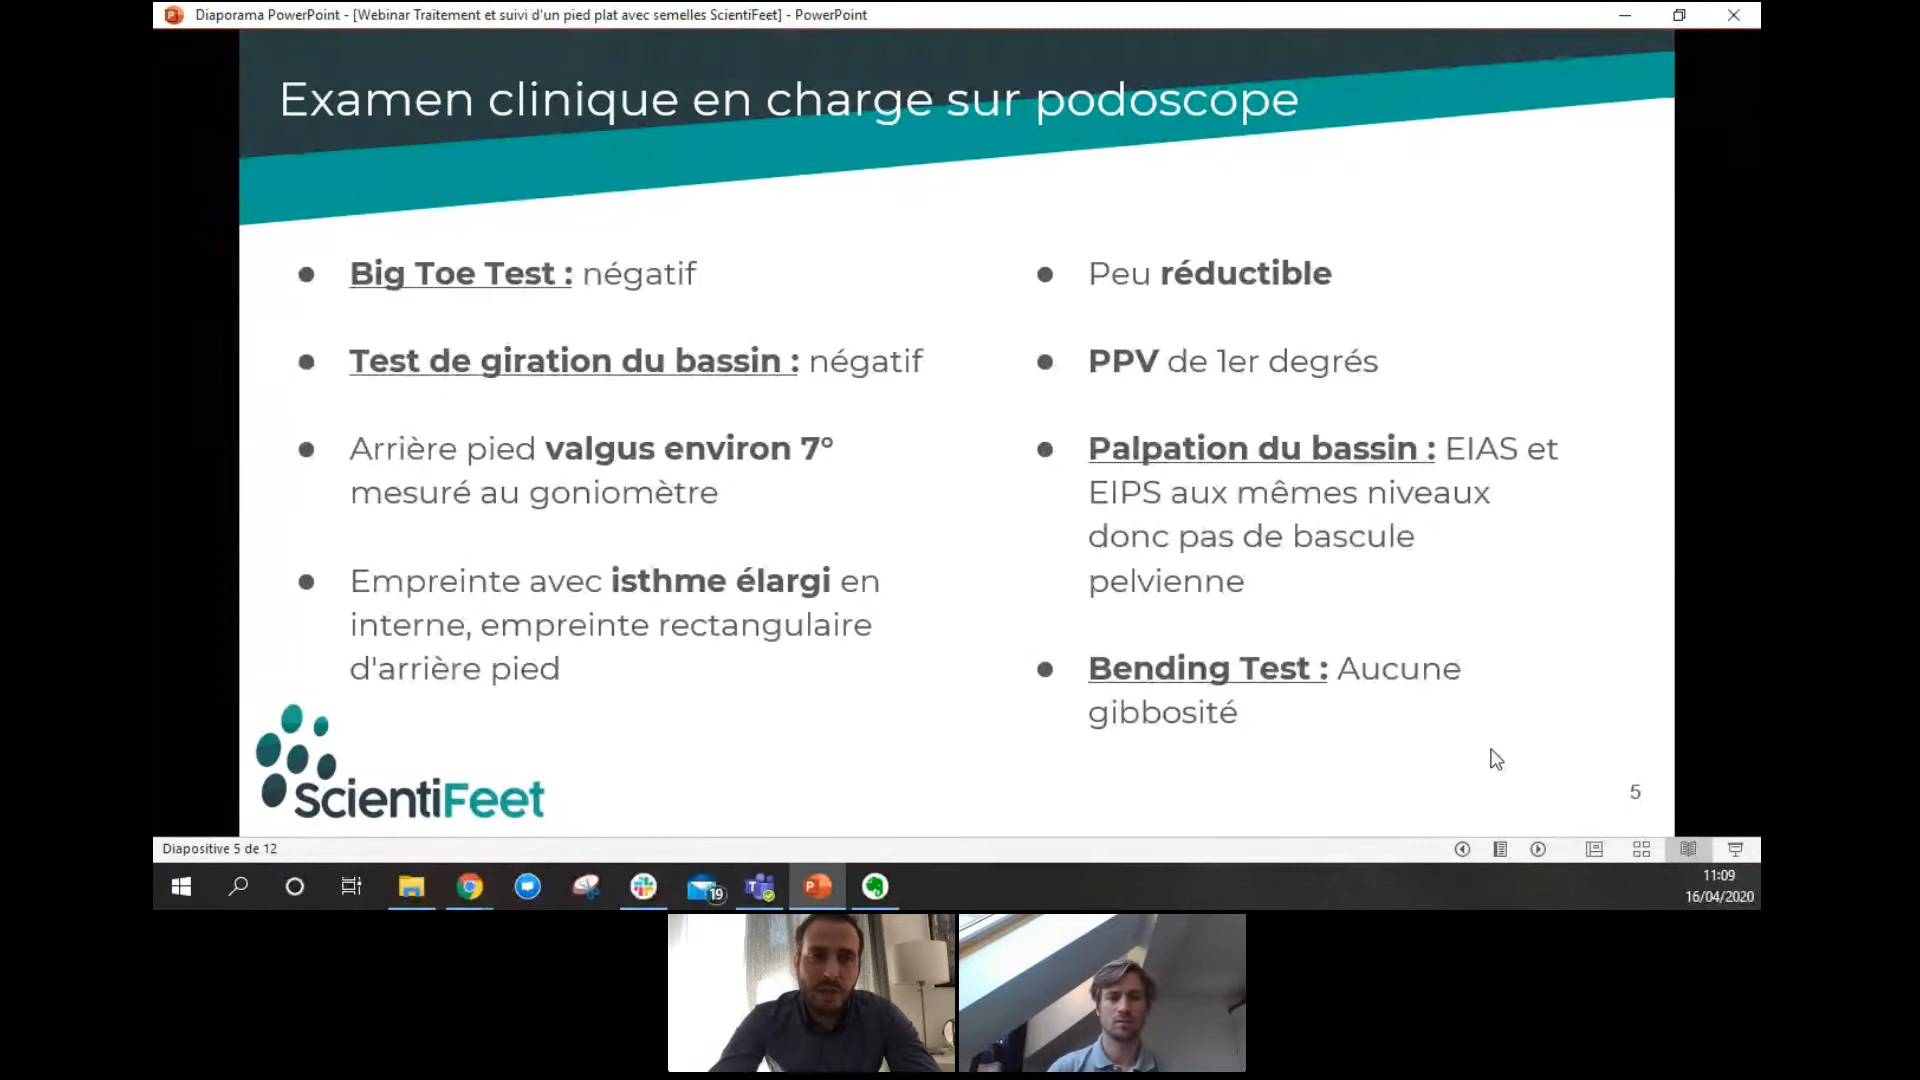 Diaporama PowerPoint - [Webinar Traitement et suivi d'un pied plat avec semelles ScientiFeet] - PowerPoint
Examen clinique en charge sur podoscope
Big Toe Test : négatif
Test de giration du bassin : négatif
Arrière pied valgus environ 7°
mesuré au goniomètre
Empreinte avec isthme élargi en
interne, empreinte rectangulaire
d'arrière pied
Peu réductible
PPV de 1er degrés
Palpation du bassin : EIAS et
EIPS aux mêmes niveaux
donc pas de bascule
pelvienne
Bending Test : Aucune
gibbosité
ScientiFeet
5
Diapositive 5 de 12
19
11:09
16/04/2020